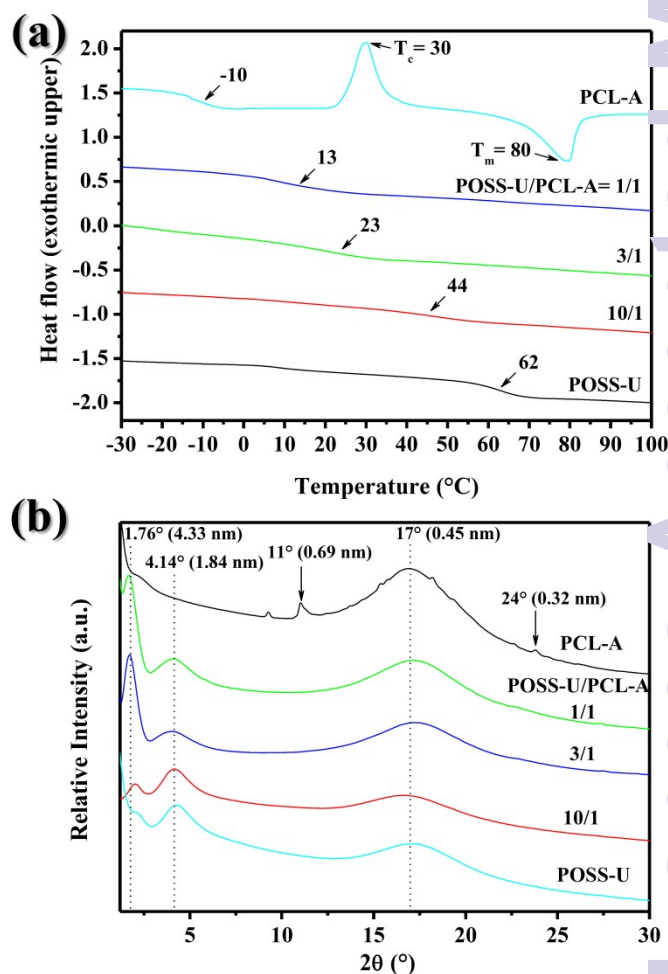 (a)
Heat flow (exothermic upper)
2.0
1.5
1.0
0.5
0.0
-0.5
-1.0
-1.5
-2.0
T_c = 30
-10
PCL-A
T_m = 80
13
POSS-U/PCL-A= 1/1
23
3/1
44
10/1
62
POSS-U
-30 -20 -10 0 10 20 30 40 50 60 70 80 90 100
Temperature (°C)
(b)
Relative Intensity (a.u.)
1.76° (4.33 nm)
17° (0.45 nm)
11° (0.69 nm)
4.14° (1.84 nm)
24° (0.32 nm)
PCL-A
POSS-U/PCL-A
1/1
3/1
10/1
POSS-U
5 10 15 20 25 30
2θ (°)